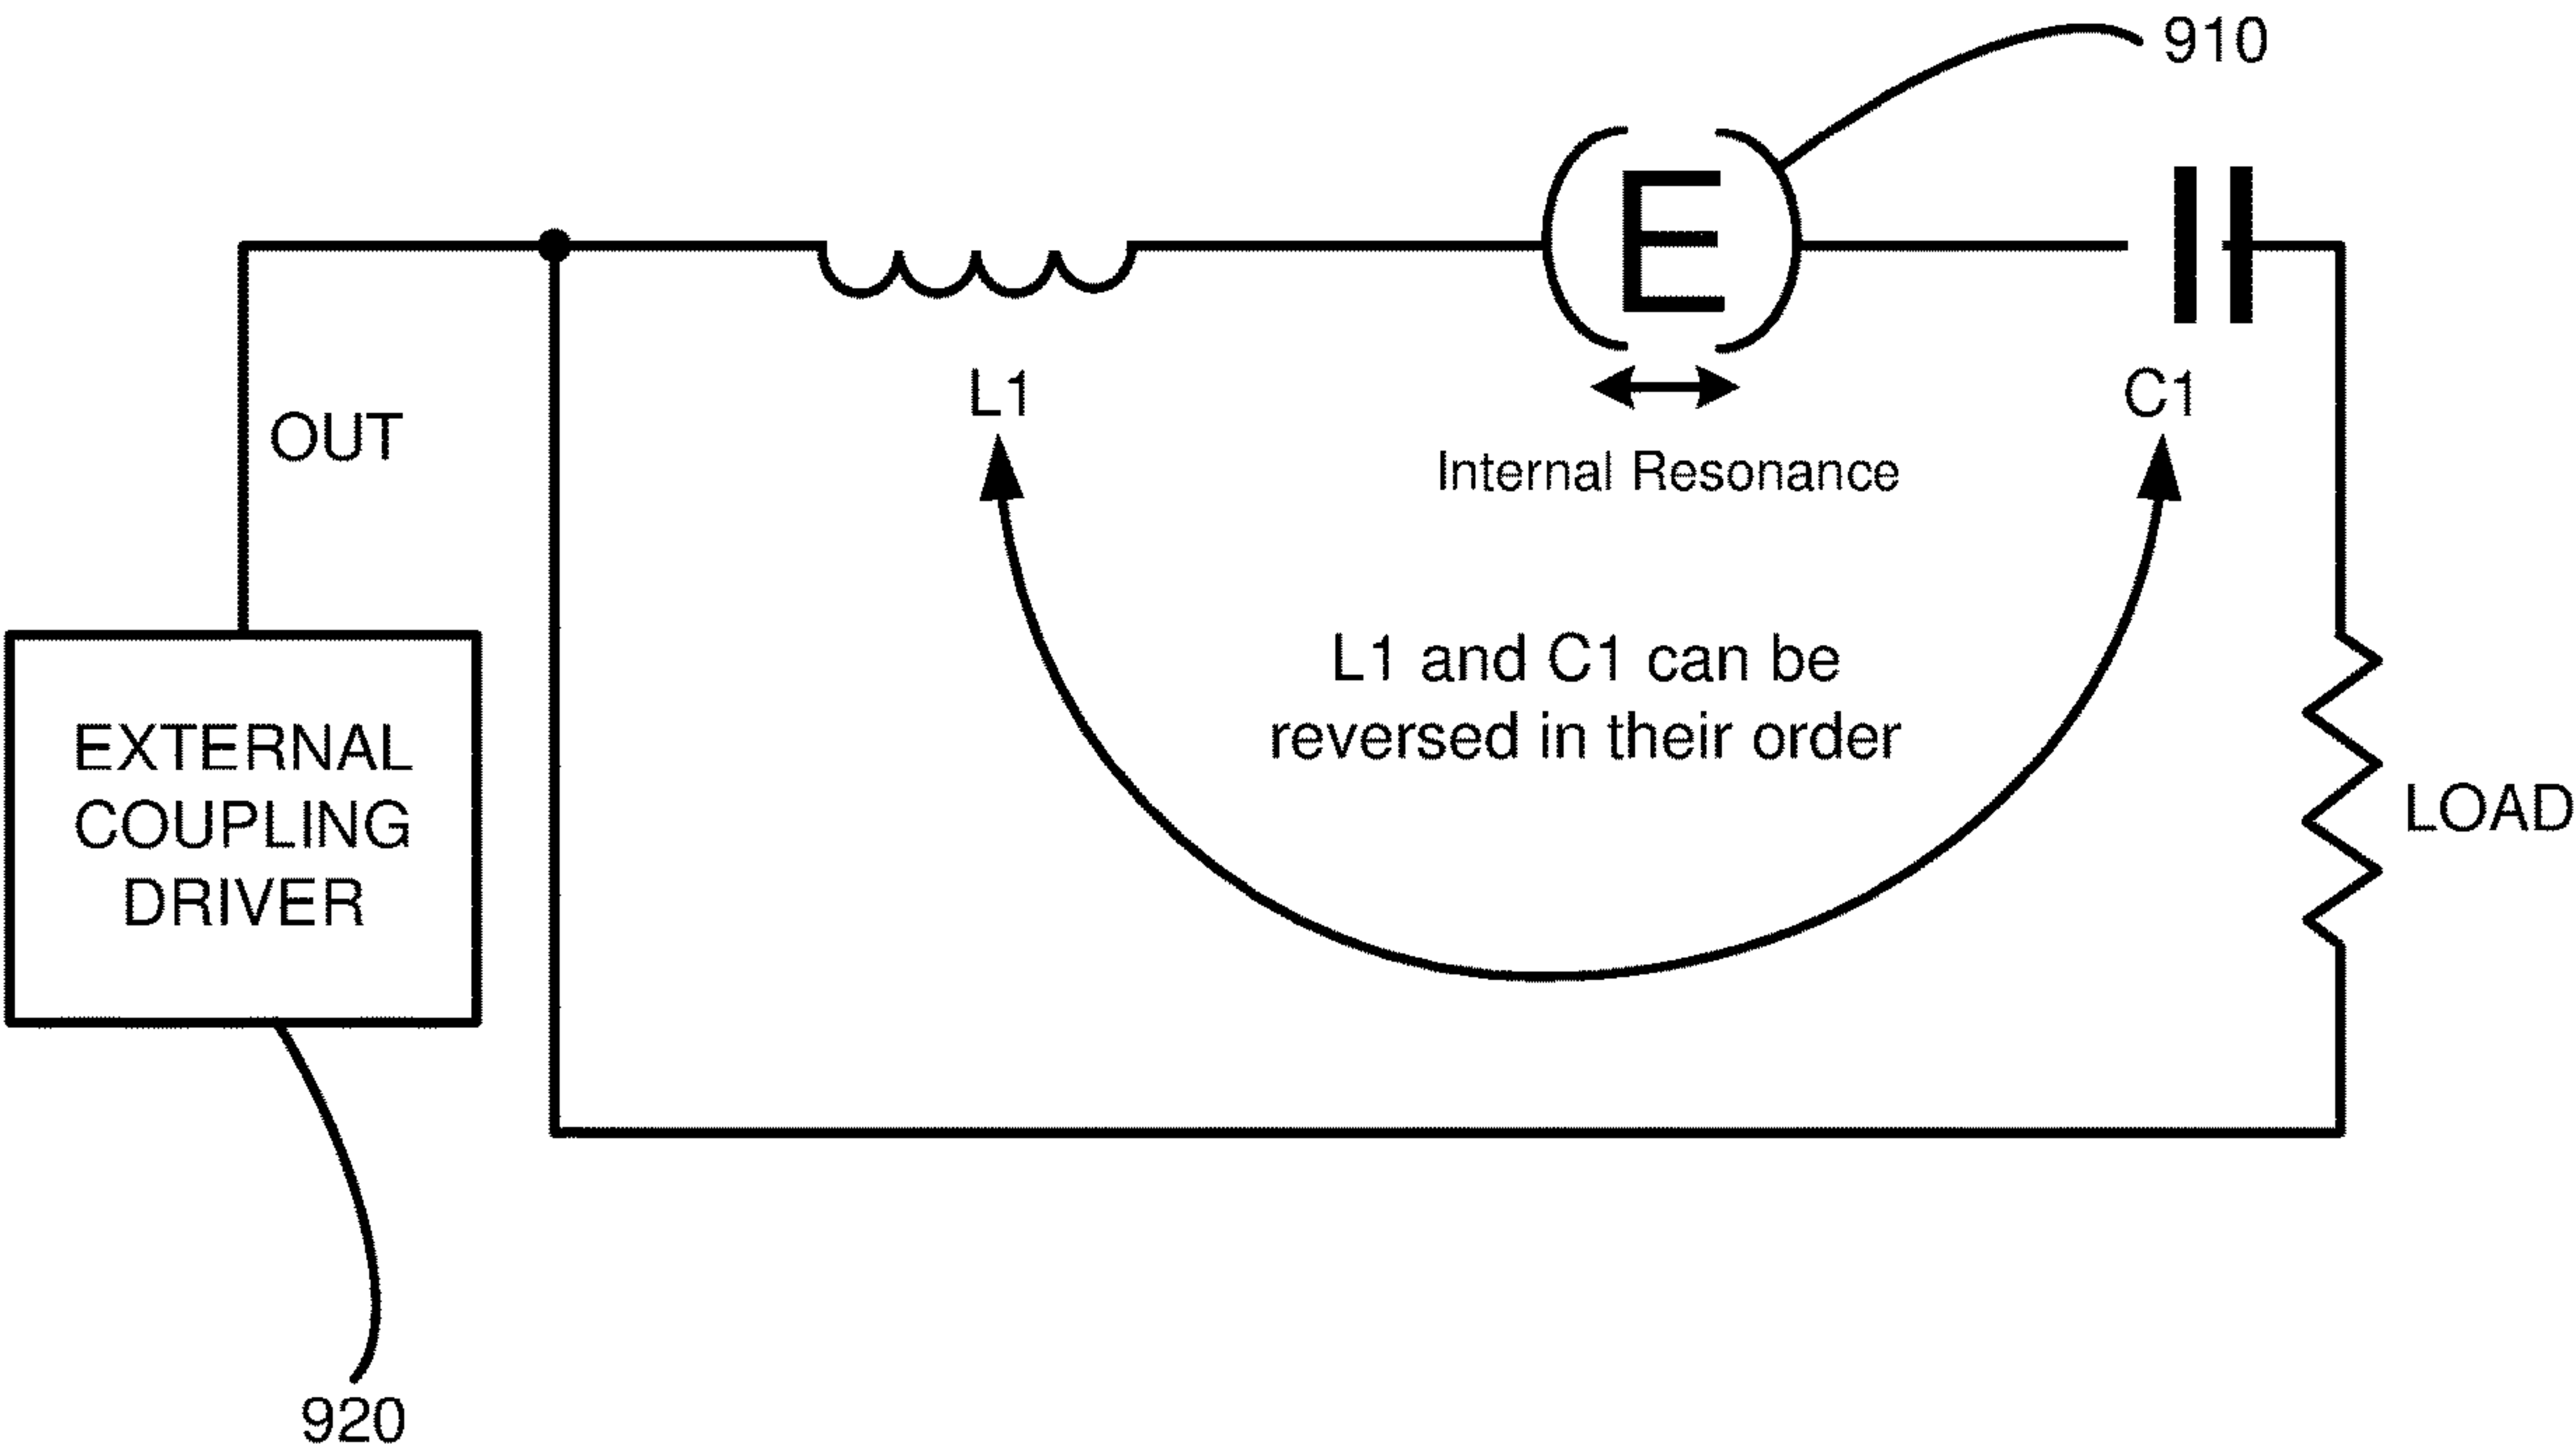 910
E
L1
C1
OUT
Internal Resonance
L1 and C1 can be
reversed in their order
EXTERNAL
COUPLING
DRIVER
LOAD
920